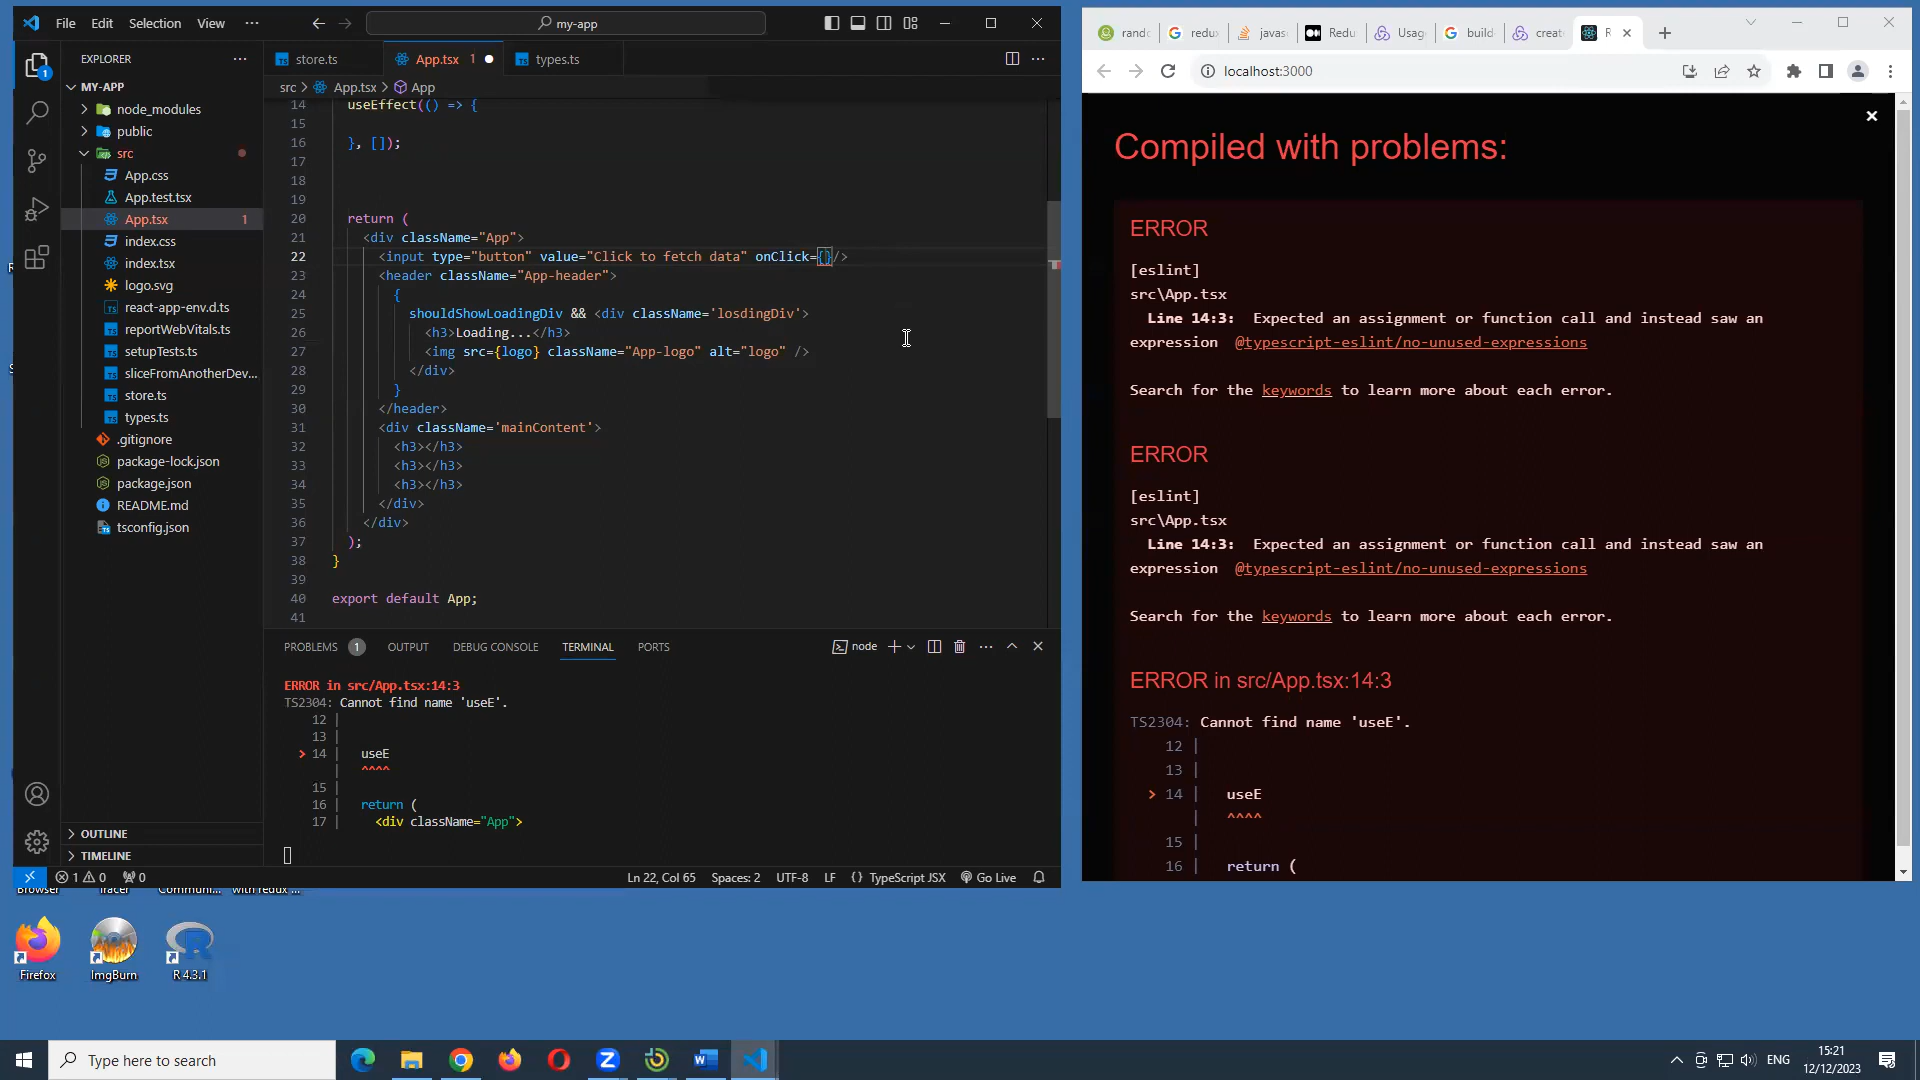 File Edit Selection View ···
my-app
EXPLORER
MY-APP
node_modules
public
src
App.css
App.test.tsx
App.tsx 1
index.css
index.tsx
logo.svg
react-app-env.d.ts
reportWebVitals.ts
setupTests.ts
sliceFromAnotherDev...
store.ts
types.ts
.gitignore
package-lock.json
package.json
README.md
tsconfig.json
OUTLINE
TIMELINE
store.ts App.tsx 1 types.ts
src > App.tsx > App
14 useEffect(() => {
15
16 }, []);
17
18
19
20 return (
21 <div className="App">
22 <input type="button" value="Click to fetch data" onClick={}/>
23 <header className="App-header">
24 {
25 shouldShowLoadingDiv && <div className='losdingDiv'>
26 <h3>Loading...</h3>
27 <img src={logo} className="App-logo" alt="logo" />
28 </div>
29 }
30 </header>
31 <div className='mainContent'>
32 <h3></h3>
33 <h3></h3>
34 <h3></h3>
35 </div>
36 </div>
37 );
38 }
39
40 export default App;
41
PROBLEMS 1 OUTPUT DEBUG CONSOLE TERMINAL PORTS
node
ERROR in src/App.tsx:14:3
TS2304: Cannot find name 'useE'.
12 |
13 |
> 14 | useE
| ^^^^
15 |
16 | return (
17 | <div className="App">
1 0 0
Ln 22, Col 65 Spaces: 2 UTF-8 LF {} TypeScript JSX Go Live
rand redux javas Redu Usag build creat R
localhost:3000
Compiled with problems:
ERROR
[eslint]
src\App.tsx
Line 14:3: Expected an assignment or function call and instead saw an
expression @typescript-eslint/no-unused-expressions
Search for the keywords to learn more about each error.
ERROR
[eslint]
src\App.tsx
Line 14:3: Expected an assignment or function call and instead saw an
expression @typescript-eslint/no-unused-expressions
Search for the keywords to learn more about each error.
ERROR in src/App.tsx:14:3
TS2304: Cannot find name 'useE'.
12 |
13 |
> 14 | useE
| ^^^^
15 |
16 | return (
Browser Tracer Communi... with redux ...
Firefox ImgBurn R 4.3.1
Type here to search
ENG
15:21
12/12/2023